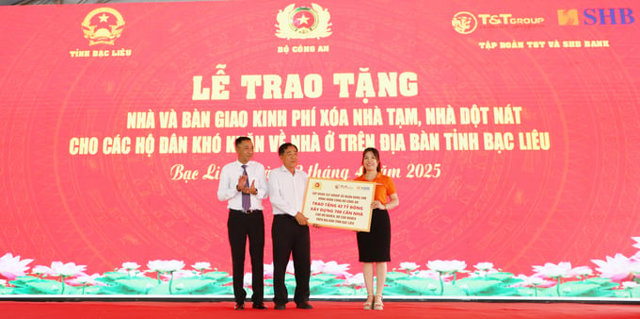 TỈNH BẠC LIÊU
BỘ CÔNG AN
T&T GROUP
SHB
TẬP ĐOÀN T&T VÀ SHB BANK
LỄ TRAO TẶNG
NHÀ VÀ BÀN GIAO KINH PHÍ XÓA NHÀ TẠM, NHÀ DỘT NÁT
CHO CÁC HỘ DÂN KHÓ KHĂN VỀ NHÀ Ở TRÊN ĐỊA BÀN TỈNH BẠC LIÊU
Bạc Liêu, tháng 4 năm 2025
TRAO TẶNG 42 TỶ ĐỒNG
XÂY DỰNG 700 CĂN NHÀ